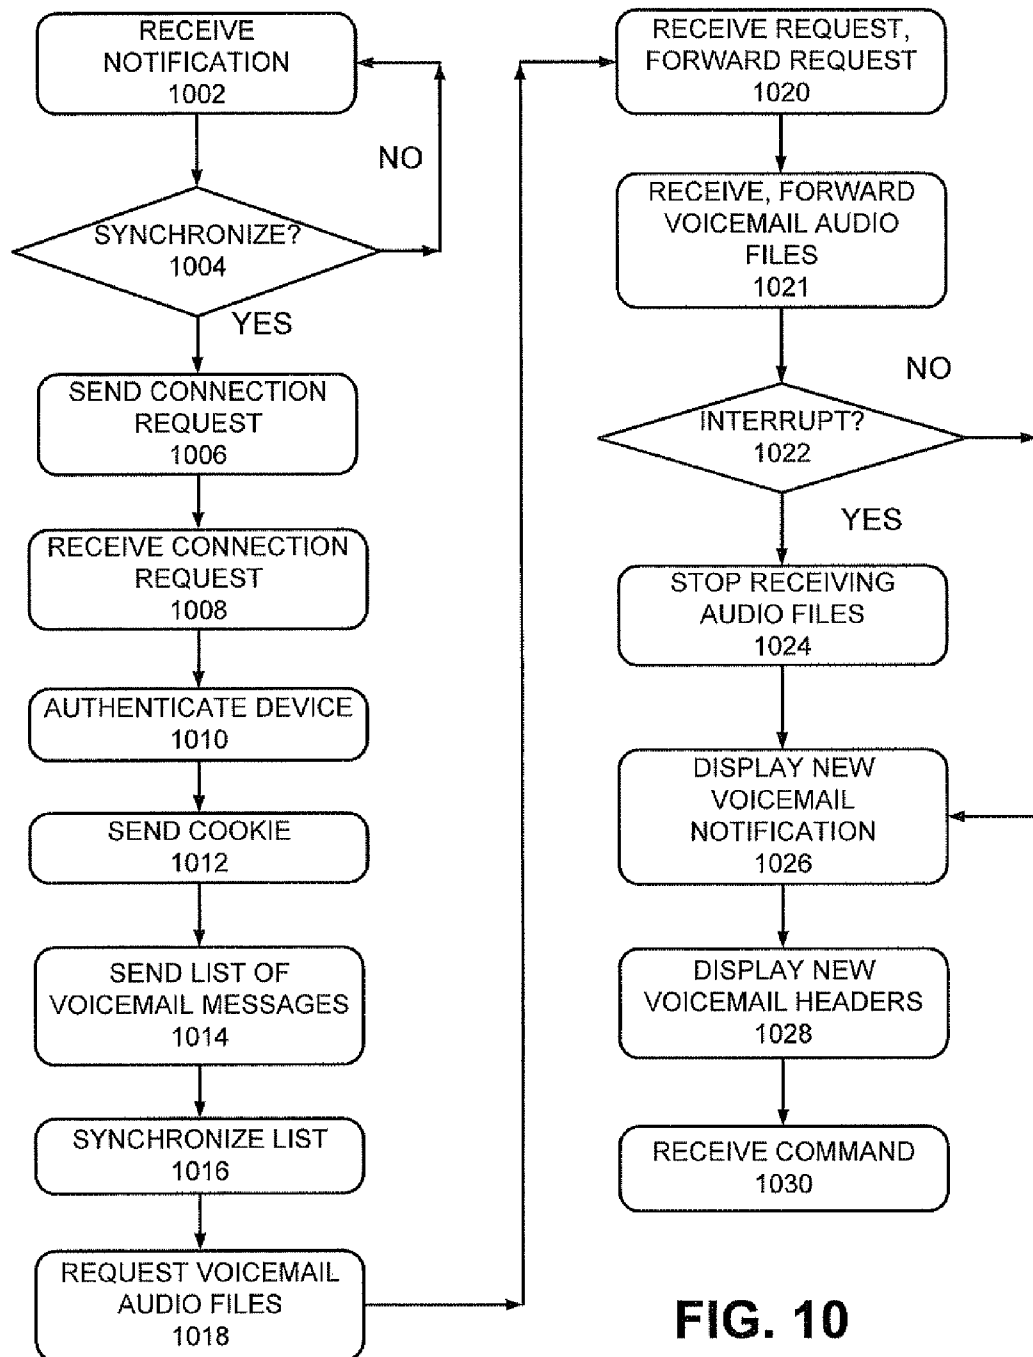 RECEIVE
NOTIFICATION
1002
NO
SYNCHRONIZE?
1004
YES
SEND CONNECTION
REQUEST
1006
RECEIVE CONNECTION
REQUEST
1008
AUTHENTICATE DEVICE
1010
SEND COOKIE
1012
SEND LIST OF
VOICEMAIL MESSAGES
1014
SYNCHRONIZE LIST
1016
REQUEST VOICEMAIL
AUDIO FILES
1018
RECEIVE REQUEST,
FORWARD REQUEST
1020
RECEIVE, FORWARD
VOICEMAIL AUDIO
FILES
1021
NO
INTERRUPT?
1022
YES
STOP RECEIVING
AUDIO FILES
1024
DISPLAY NEW
VOICEMAIL
NOTIFICATION
1026
DISPLAY NEW
VOICEMAIL HEADERS
1028
RECEIVE COMMAND
1030
FIG. 10